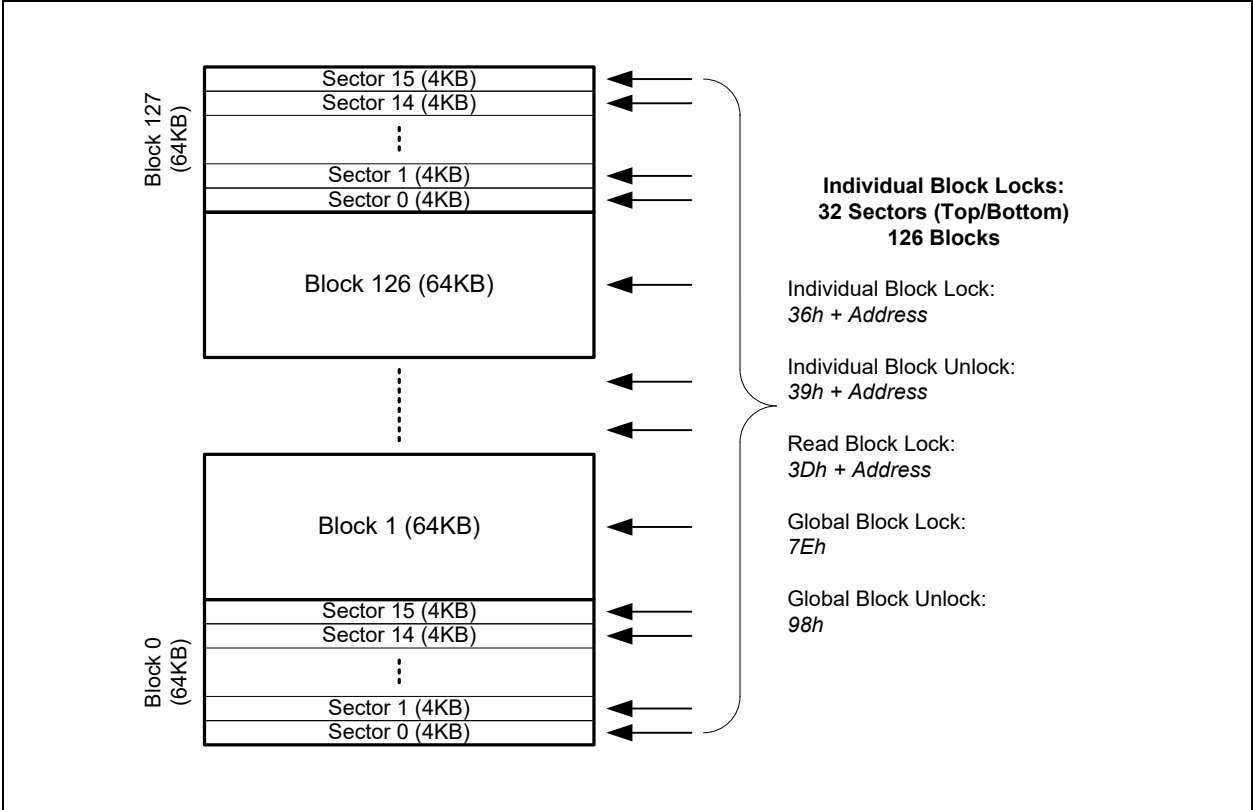 Block 127
(64KB)
Sector 15 (4KB)
Sector 14 (4KB)
Sector 1 (4KB)
Sector 0 (4KB)
Block 126 (64KB)
Block 1 (64KB)
Block 0
(64KB)
Sector 15 (4KB)
Sector 14 (4KB)
Sector 1 (4KB)
Sector 0 (4KB)
Individual Block Locks:
32 Sectors (Top/Bottom)
126 Blocks
Individual Block Lock:
36h + Address
Individual Block Unlock:
39h + Address
Read Block Lock:
3Dh + Address
Global Block Lock:
7Eh
Global Block Unlock:
98h